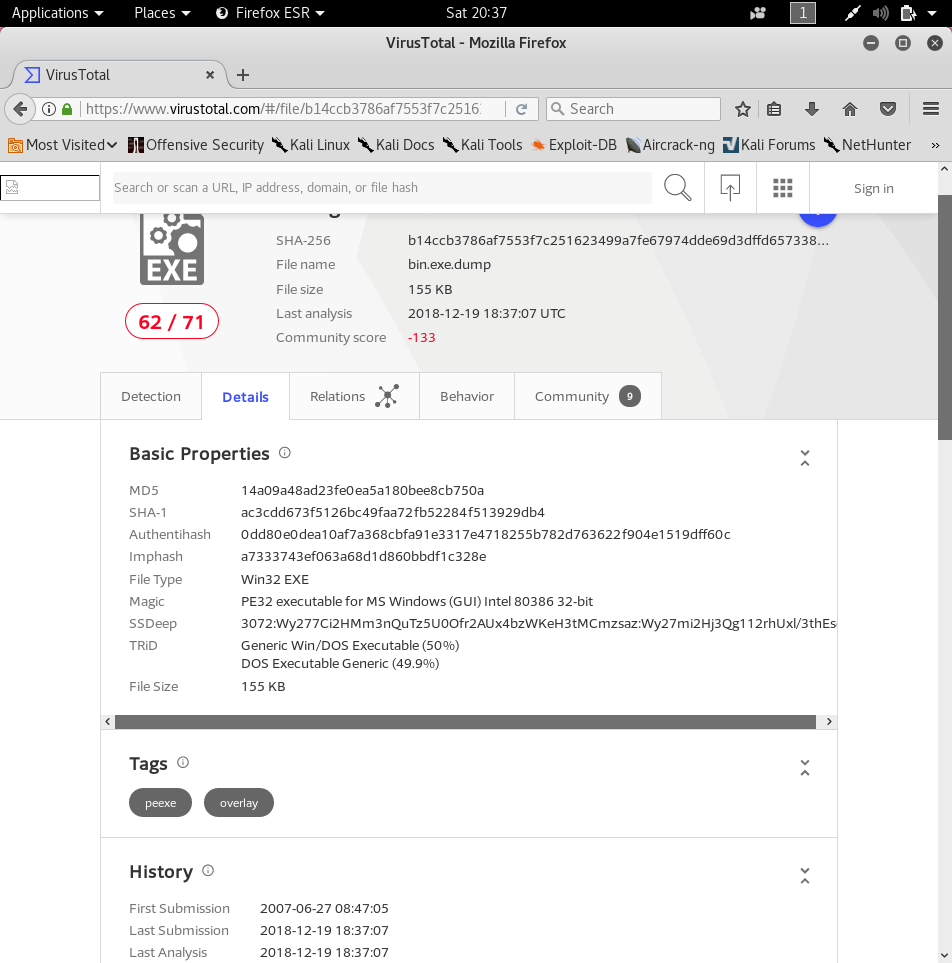 Applications Places Firefox ESR Sat 20:37 1
VirusTotal - Mozilla Firefox
VirusTotal
https://www.virustotal.com/#/file/b14ccb3786af7553f7c2516 Search
Most Visited Offensive Security Kali Linux Kali Docs Kali Tools Exploit-DB Aircrack-ng Kali Forums NetHunter »
Search or scan a URL, IP address, domain, or file hash Sign in
EXE
62 / 71
SHA-256 b14ccb3786af7553f7c251623499a7fe67974dde69d3dffd657338...
File name bin.exe.dump
File size 155 KB
Last analysis 2018-12-19 18:37:07 UTC
Community score -133
Detection Details Relations Behavior Community 9
Basic Properties
MD5 14a09a48ad23fe0ea5a180bee8cb750a
SHA-1 ac3cdd673f5126bc49faa72fb52284f513929db4
Authentihash 0dd80e0dea10af7a368cbfa91e3317e4718255b782d763622f904e1519dff60c
Imphash a7333743ef063a68d1d860bbdf1c328e
File Type Win32 EXE
Magic PE32 executable for MS Windows (GUI) Intel 80386 32-bit
SSDeep 3072:Wy277Ci2HMm3nQuTz5U0Ofr2AUx4bzWKeH3tMCmzsaz:Wy27mi2Hj3Qg112rhUxl/3thEs
TRiD Generic Win/DOS Executable (50%)
DOS Executable Generic (49.9%)
File Size 155 KB
Tags
peexe overlay
History
First Submission 2007-06-27 08:47:05
Last Submission 2018-12-19 18:37:07
Last Analysis 2018-12-19 18:37:07